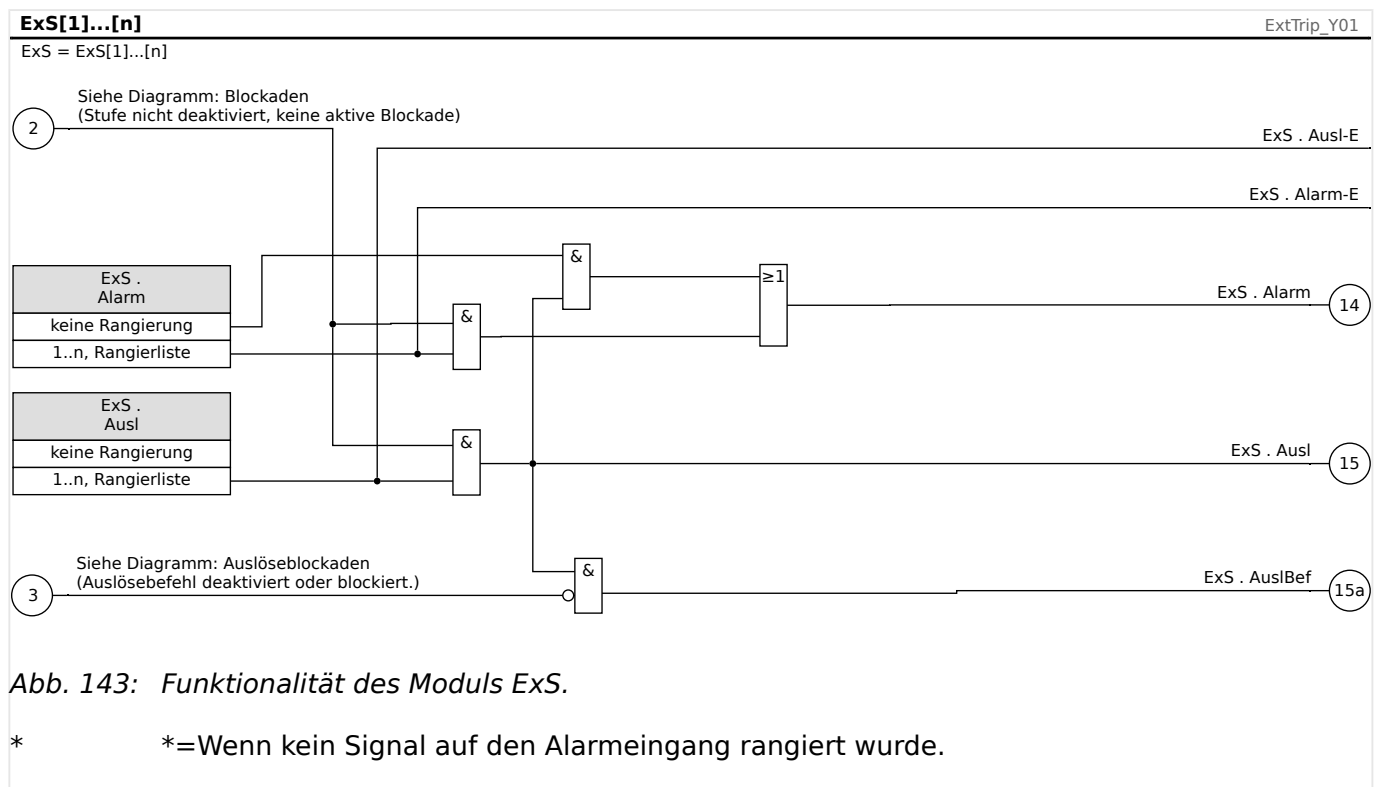 ExS[1]...[n] ExtTrip_Y01
ExS = ExS[1]...[n]
Siehe Diagramm: Blockaden
(Stufe nicht deaktiviert, keine aktive Blockade)
2
ExS . Ausl-E
ExS . Alarm-E
&
ExS .
Alarm
≥1
keine Rangierung
&
ExS . Alarm
14
1..n, Rangierliste
ExS .
Ausl
keine Rangierung
&
ExS . Ausl
15
1..n, Rangierliste
Siehe Diagramm: Auslöseblockaden
(Auslösebefehl deaktiviert oder blockiert.)
3
&
ExS . AuslBef
15a
Abb. 143: Funktionalität des Moduls ExS.
* *=Wenn kein Signal auf den Alarmeingang rangiert wurde.